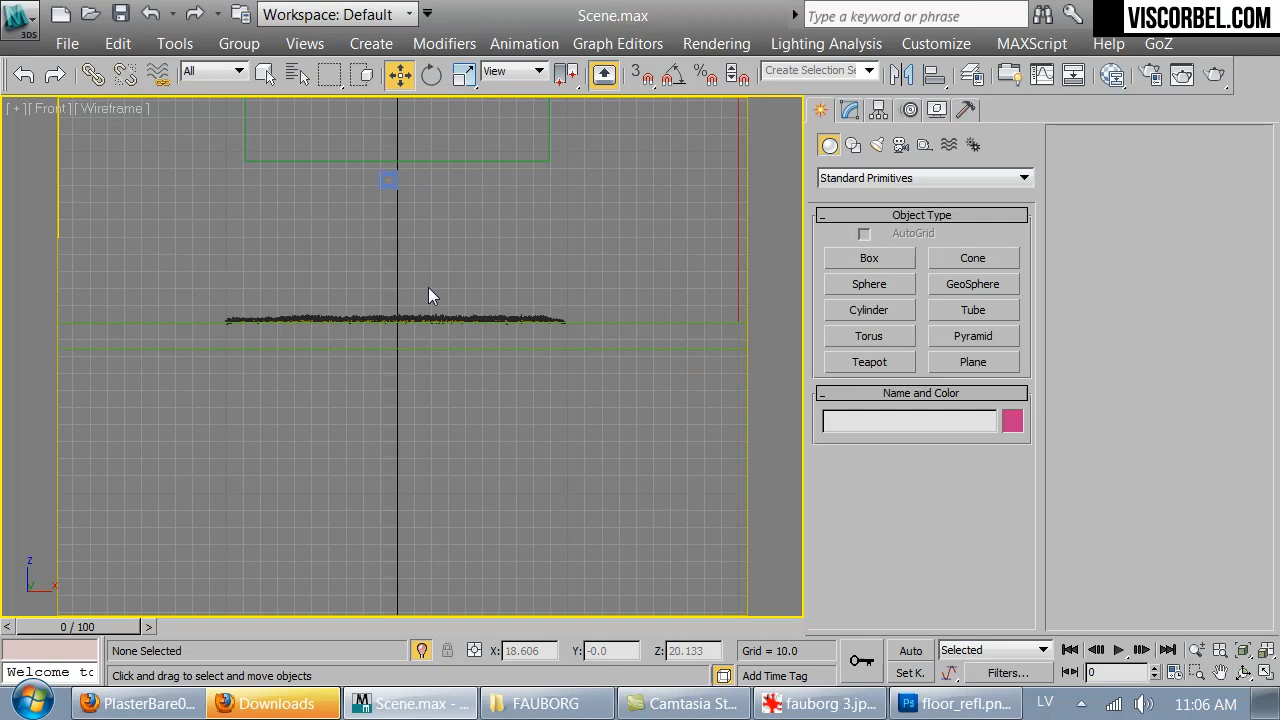 Workspace: Default
Scene.max
Type a keyword or phrase
VISCORBEL.COM
3DS
File Edit Tools Group Views Create Modifiers Animation Graph Editors Rendering Lighting Analysis Customize MAXScript Help GoZ
All
View
3
Create Selection Se
[ + ][ Front ][ Wireframe ]
Standard Primitives
Object Type
AutoGrid
Box Cone
Sphere GeoSphere
Cylinder Tube
Torus Pyramid
Teapot Plane
Name and Color
z
x
0 / 100
None Selected
X: 18.606 Y: -0.0 Z: 20.133 Grid = 10.0
Auto Selected
Welcome to
Click and drag to select and move objects
Add Time Tag
Set K. Filters... 0
PlasterBare0...
Downloads
Scene.max - ...
FAUBORG
Camtasia St...
fauborg 3.jp...
floor_refl.pn...
LV
11:06 AM